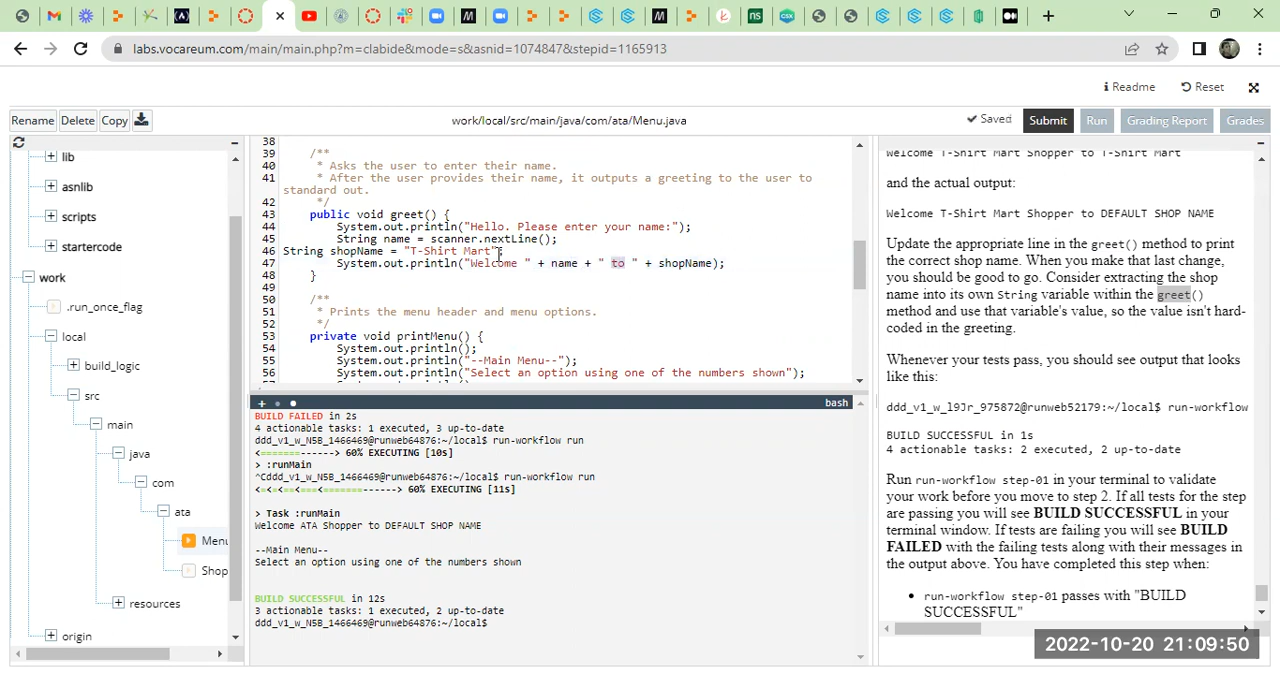 labs.vocareum.com/main/main.php?m=clabide&mode=s&asnid=1074847&stepid=1165913
Readme
Reset
Rename
Delete
Copy
work/local/src/main/java/com/ata/Menu.java
Saved
Submit
Run
Grading Report
Grades
lib
asnlib
scripts
startercode
work
.run_once_flag
local
build_logic
src
main
java
com
ata
Menu
Shop
resources
origin
38
39 /**
40 * Asks the user to enter their name.
41 * After the user provides their name, it outputs a greeting to the user to
standard out.
42 */
43 public void greet() {
44 System.out.println("Hello. Please enter your name:");
45 String name = scanner.nextLine();
46 String shopName = "T-Shirt Mart";
47 System.out.println("Welcome " + name + " to " + shopName);
48 }
49
50 /**
51 * Prints the menu header and menu options.
52 */
53 private void printMenu() {
54 System.out.println();
55 System.out.println("--Main Menu--");
56 System.out.println("Select an option using one of the numbers shown");
bash
BUILD FAILED in 2s
4 actionable tasks: 1 executed, 3 up-to-date
ddd_v1_w_N5B_1466469@runweb64876:~/local$ run-workflow run
<=======------> 60% EXECUTING [10s]
> :runMain
^Cddd_v1_w_N5B_1466469@runweb64876:~/local$ run-workflow run
<=<=<==<===<=======------> 60% EXECUTING [11s]
> Task :runMain
Welcome ATA Shopper to DEFAULT SHOP NAME
--Main Menu--
Select an option using one of the numbers shown
BUILD SUCCESSFUL in 12s
3 actionable tasks: 1 executed, 2 up-to-date
ddd_v1_w_N5B_1466469@runweb64876:~/local$
Welcome T-Shirt Mart Shopper to T-Shirt Mart
and the actual output:
Welcome T-Shirt Mart Shopper to DEFAULT SHOP NAME
Update the appropriate line in the greet() method to print
the correct shop name. When you make that last change,
you should be good to go. Consider extracting the shop
name into its own String variable within the greet()
method and use that variable's value, so the value isn't hard-
coded in the greeting.
Whenever your tests pass, you should see output that looks
like this:
ddd_v1_w_l9Jr_975872@runweb52179:~/local$ run-workflow
BUILD SUCCESSFUL in 1s
4 actionable tasks: 2 executed, 2 up-to-date
Run run-workflow step-01 in your terminal to validate
your work before you move to step 2. If all tests for the step
are passing you will see BUILD SUCCESSFUL in your
terminal window. If tests are failing you will see BUILD
FAILED with the failing tests along with their messages in
the output above. You have completed this step when:
run-workflow step-01 passes with "BUILD
SUCCESSFUL"
2022-10-20 21:09:50